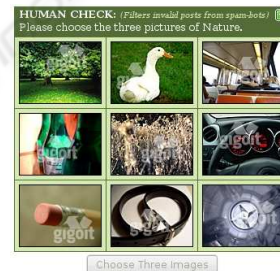 HUMAN CHECK: (Filters invalid posts from spam-bots)
Please choose the three pictures of Nature.
gigoit
gigoit
gigoit
gigoit
gigoit
gigoit
gigoit
gigoit
gigoit
Choose Three Images